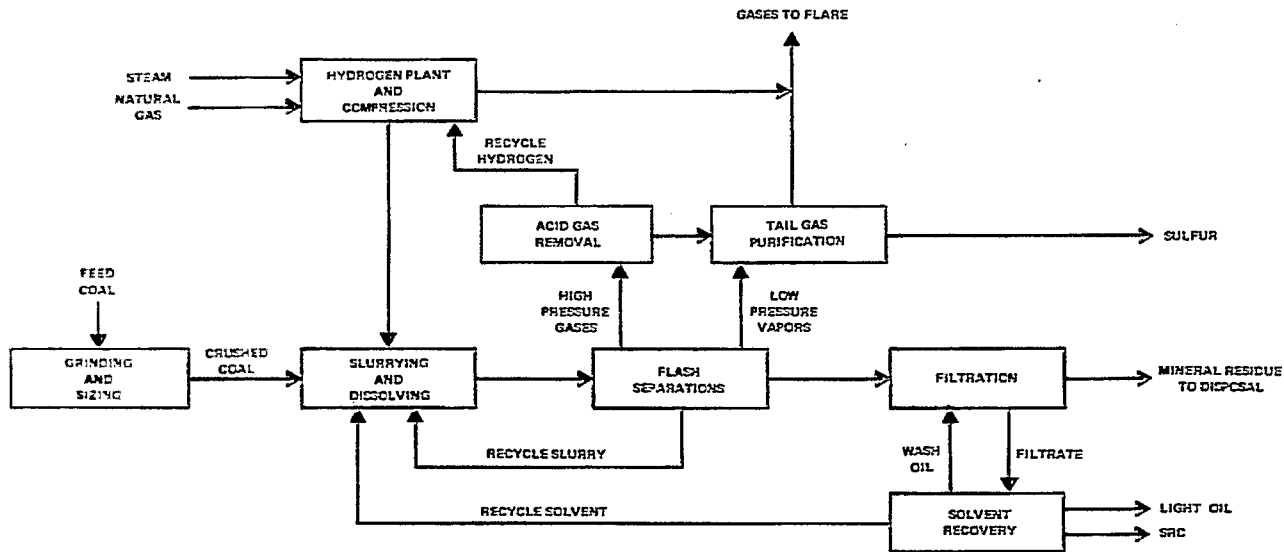 GASES TO FLARE
STEAM
NATURAL
GAS
HYDROGEN PLANT
AND
COMPRESSION
RECYCLE
HYDROGEN
ACID GAS
REMOVAL
TAIL GAS
PURIFICATION
SULFUR
FEED
COAL
HIGH
PRESSURE
GASES
LOW
PRESSURE
VAPORS
GRINDING
AND
SIZING
CRUSHED
COAL
SLURRYING
AND
DISSOLVING
FLASH
SEPARATIONS
FILTRATION
MINERAL RESIDUE
TO DISPOSAL
RECYCLE SLURRY
WASH
OIL
FILTRATE
RECYCLE SOLVENT
SOLVENT
RECOVERY
LIGHT OIL
SRC